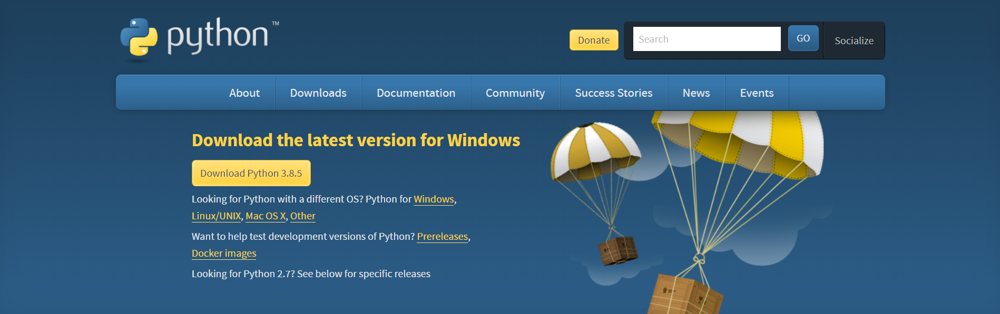 python™
Donate
Search
GO
Socialize
About
Downloads
Documentation
Community
Success Stories
News
Events
Download the latest version for Windows
Download Python 3.8.5
Looking for Python with a different OS? Python for Windows,
Linux/UNIX, Mac OS X, Other
Want to help test development versions of Python? Prereleases,
Docker images
Looking for Python 2.7? See below for specific releases